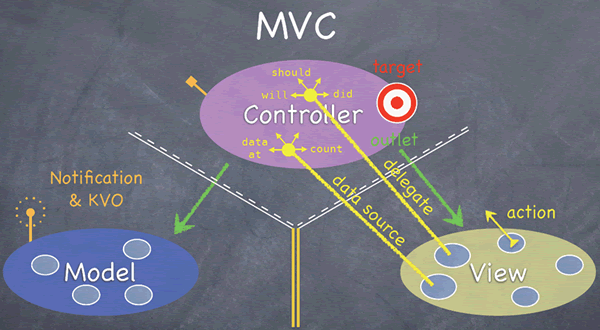 MVC
should
target
will
did
Controller
data
at
count
outlet
Notification
& KVO
delegate
data source
action
Model
View